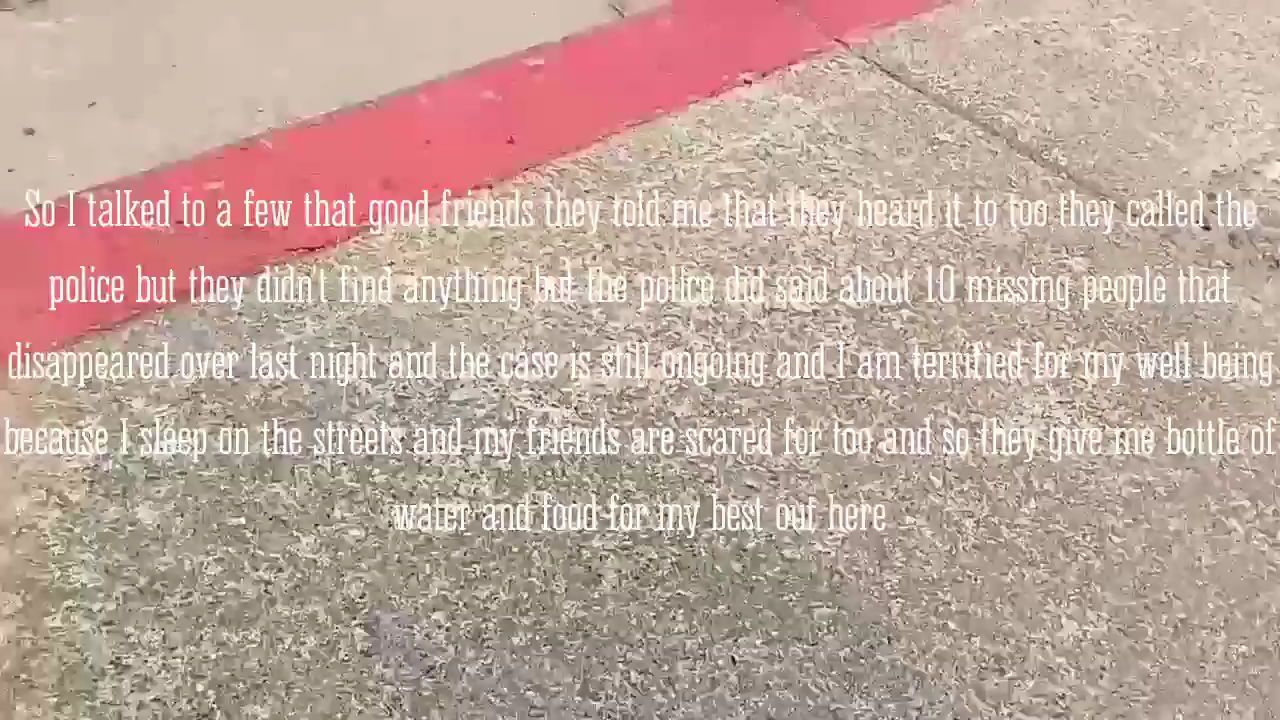 So I talked to a few that good friends they told me that they heard it to too they called the
police but they didn't find anything but the police did said about 10 missing people that
disappeared over last night and the case is still ongoing and I am terrified for my well being
because I sleep on the streets and my friends are scared for too and so they give me bottle of
water and food for my best out here